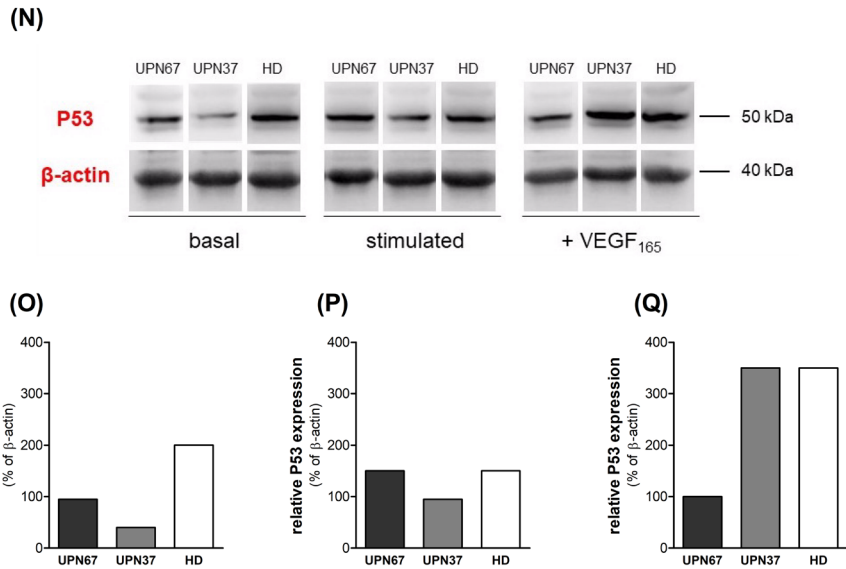 (N)
UPN67 UPN37 HD UPN67 UPN37 HD UPN67 UPN37 HD
P53 50 kDa
β-actin 40 kDa
basal stimulated + VEGF165
(O) (P) (Q)
400
300
200
100
0
(% of β-actin)
UPN67 UPN37 HD
400
300
200
100
0
relative P53 expression
(% of β-actin)
UPN67 UPN37 HD
400
300
200
100
0
relative P53 expression
(% of β-actin)
UPN67 UPN37 HD